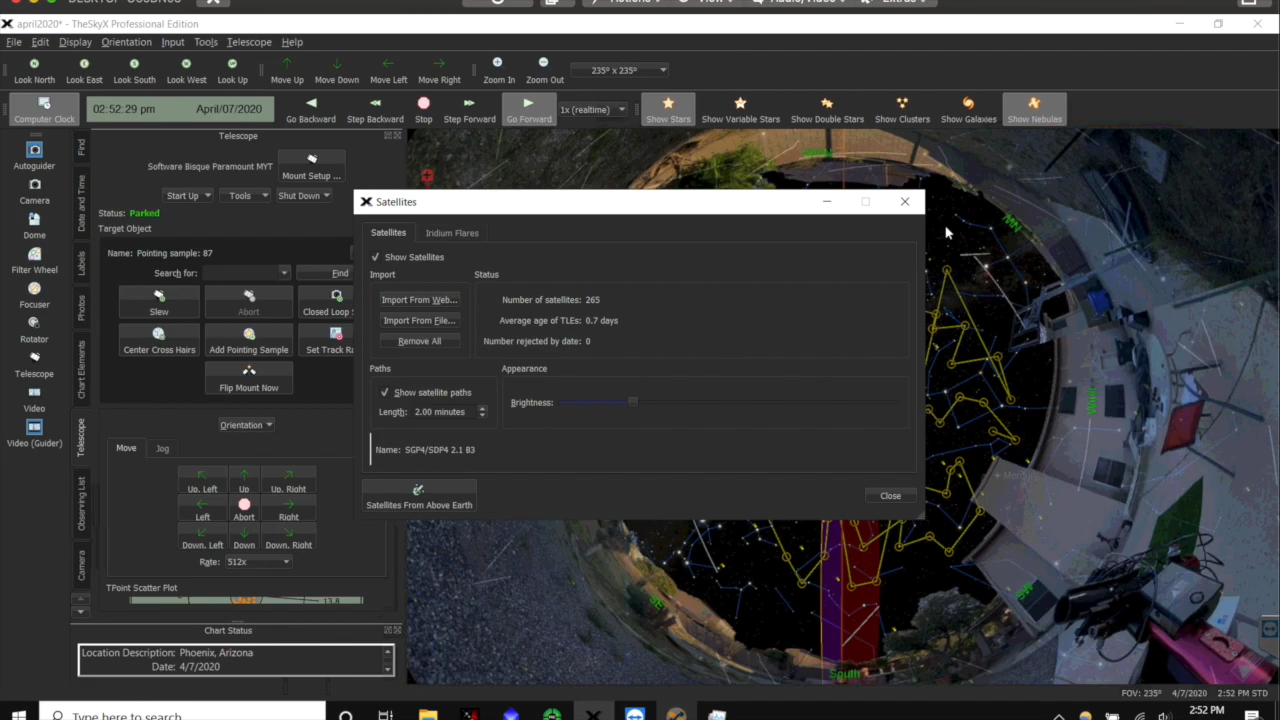 april2020* - TheSkyX Professional Edition
File Edit Display Orientation Input Tools Telescope Help
Look North Look East Look South Look West Look Up Move Up Move Down Move Left Move Right Zoom In Zoom Out 235° x 235°
Computer Clock 02:52:29 pm April/07/2020 Go Backward Step Backward Stop Step Forward Go Forward 1x (realtime) Show Stars Show Variable Stars Show Double Stars Show Clusters Show Galaxies Show Nebulas
Autoguider
Camera
Dome
Filter Wheel
Focuser
Rotator
Telescope
Video
Video (Guider)
Find
Date and Time
Labels
Photos
Chart Elements
Telescope
Observing List
Camera
Telescope
Software Bisque Paramount MYT Mount Setup ...
Start Up Tools Shut Down
Status: Parked
Target Object
Name: Pointing sample: 87
Search for: Find
Slew Abort Closed Loop
Center Cross Hairs Add Pointing Sample Set Track
Flip Mount Now
Orientation
Move Jog
Up. Left Up Up. Right
Left Abort Right
Down. Left Down Down. Right
Rate: 512x
TPoint Scatter Plot
13.8
Chart Status
Location Description: Phoenix, Arizona
Date: 4/7/2020
Satellites
Satellites Iridium Flares
Show Satellites
Import Status
Import From Web... Number of satellites: 265
Import From File... Average age of TLEs: 0.7 days
Remove All Number rejected by date: 0
Paths Appearance
Show satellite paths
Length: 2.00 minutes Brightness:
Name: SGP4/SDP4 2.1 B3
Satellites From Above Earth Close
NW
West
SW
South
SE
FOV: 235° 4/7/2020 2:52 PM STD
Type here to search 2:52 PM